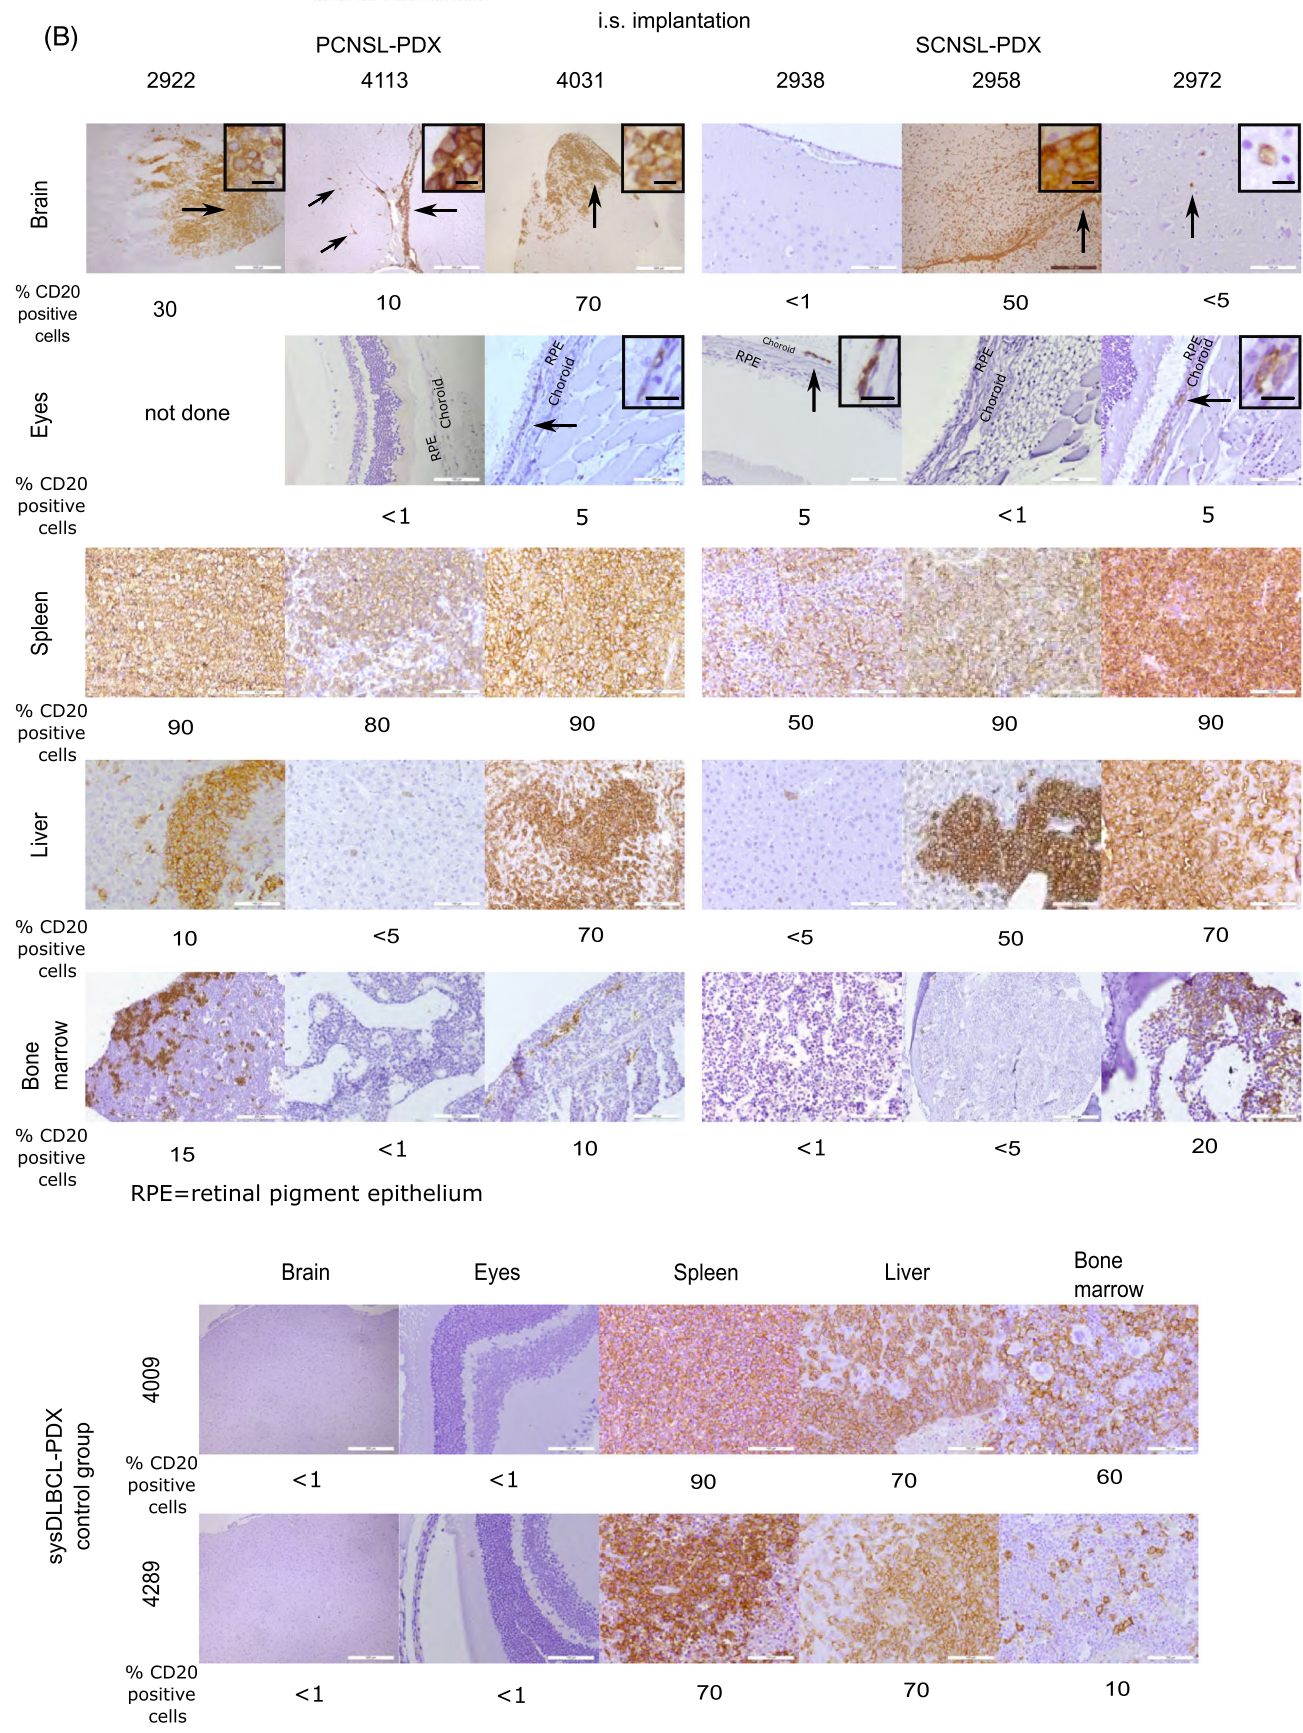 i.s. implantation
(B)
PCNSL-PDX
SCNSL-PDX
2922
4113
4031
2938
2958
2972
Brain
% CD20
positive
cells
30
10
70
<1
50
<5
Eyes
not done
RPE
Choroid
RPE
Choroid
Choroid
RPE
RPE
Choroid
RPE
Choroid
% CD20
positive
cells
<1
5
5
<1
5
Spleen
% CD20
positive
cells
90
80
90
50
90
90
Liver
% CD20
positive
cells
10
<5
70
<5
50
70
Bone
marrow
% CD20
positive
cells
15
<1
10
<1
<5
20
RPE=retinal pigment epithelium
Brain
Eyes
Spleen
Liver
Bone
marrow
sysDLBCL-PDX
control group
4009
% CD20
positive
cells
<1
<1
90
70
60
4289
% CD20
positive
cells
<1
<1
70
70
10